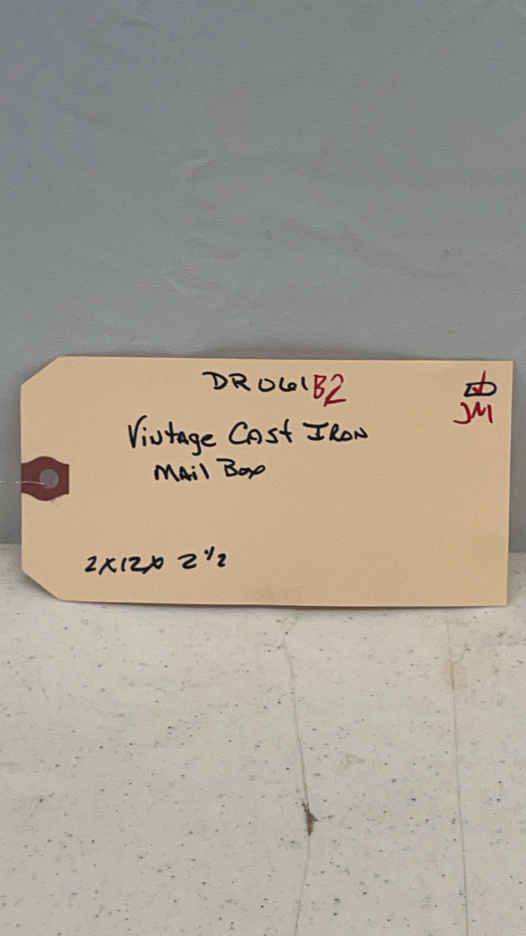 DR061B2
JM
Vintage Cast Iron
Mail Box
2x12x 2 1/2